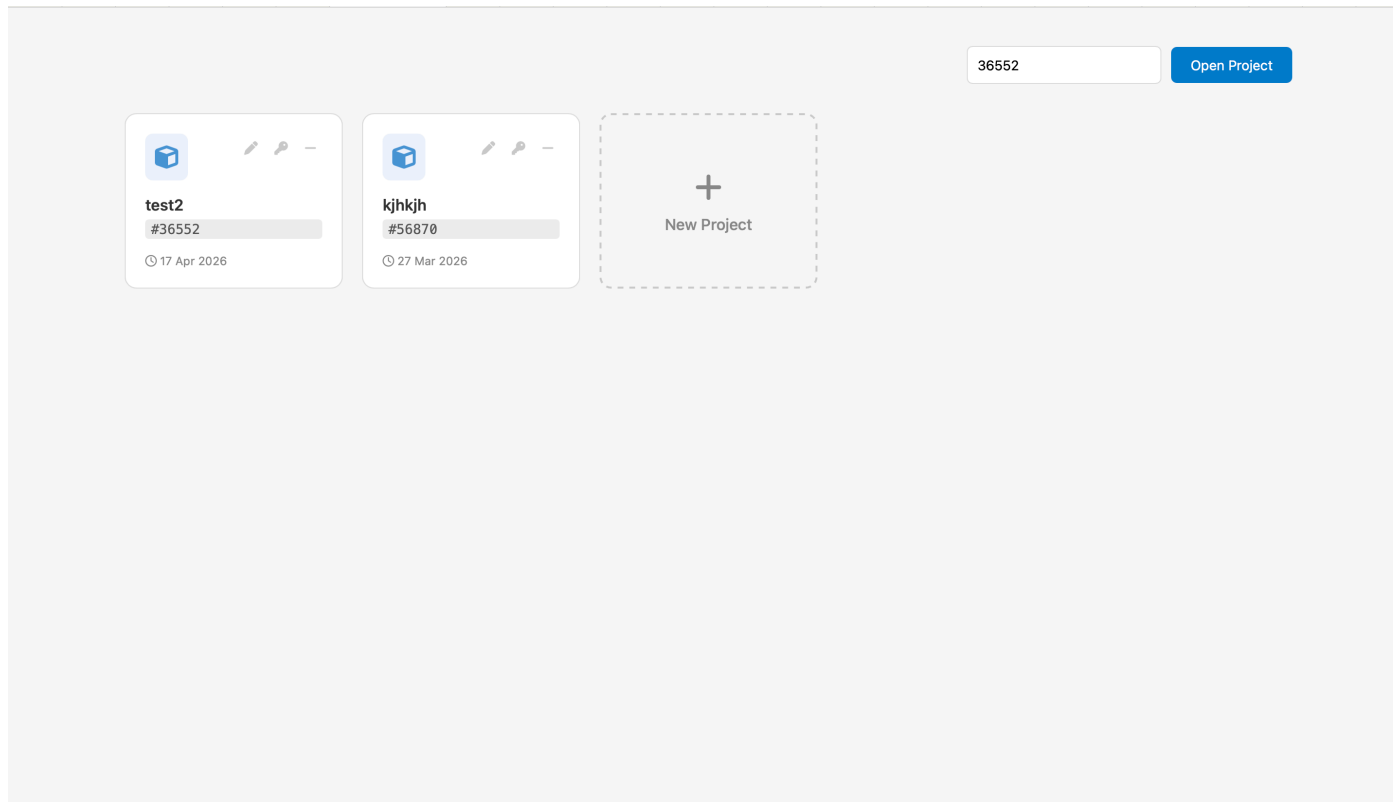 36552
Open Project
test2
#36552
17 Apr 2026
kjhkjh
#56870
27 Mar 2026
New Project